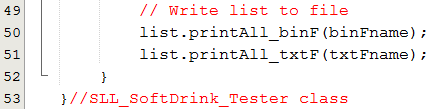 49 // Write list to file
50 list.printAll_binF(binFname);
51 list.printAll_txtF(txtFname);
52 }
53 }//SLL_SoftDrink_Tester class